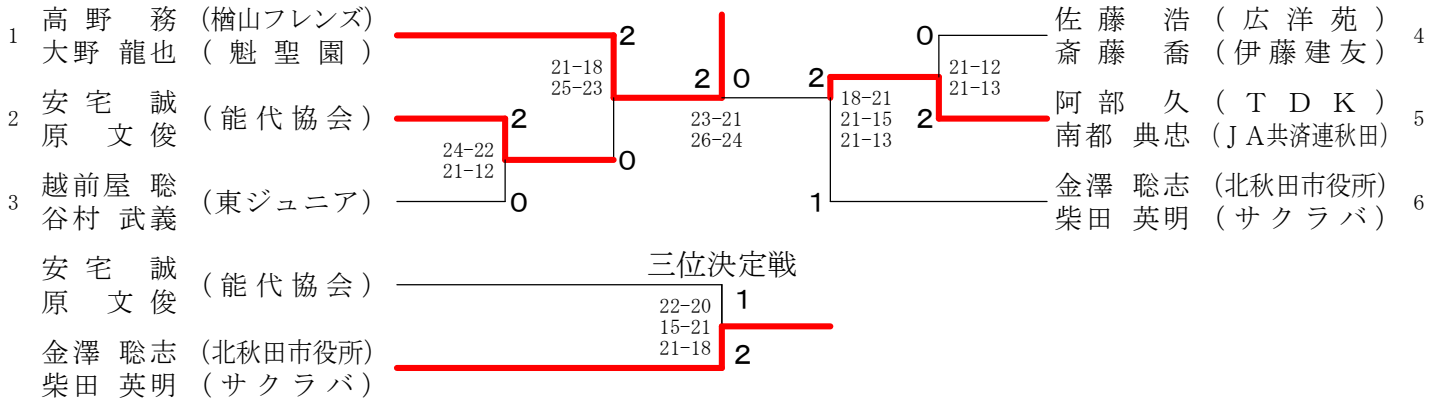 1 高野 務 (楢山フレンズ)
大野 龍也 (魁聖園)
2 安宅 誠
原 文俊 (能代協会)
3 越前屋 聡
谷村 武義 (東ジュニア)
2
21-18
25-23
2
24-22
21-12
0
0
2 0
23-21
26-24
2
18-21
21-15
21-13
1
0
21-12
21-13
2
佐藤 浩 (広洋苑) 4
斎藤 喬 (伊藤建友)
阿部 久 (TDK) 5
南都 典忠 (JA共済連秋田)
金澤 聡志 (北秋田市役所) 6
柴田 英明 (サクラバ)
三位決定戦
安宅 誠
原 文俊 (能代協会)
1
22-20
15-21
21-18
2
金澤 聡志 (北秋田市役所)
柴田 英明 (サクラバ)